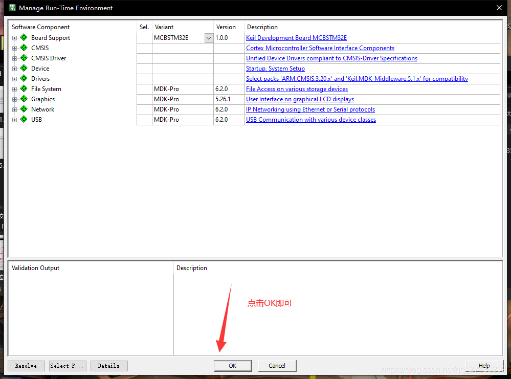 Manage Run-Time Environment
Software Component Sel. Variant Version Description
Board Support MCBSTM32E 1.0.0 Keil Development Board MCBSTM32E
CMSIS Cortex Microcontroller Software Interface Components
CMSIS Driver Unified Device Drivers compliant to CMSIS-Driver Specifications
Device Startup, System Setup
Drivers Select packs 'ARM.CMSIS.3.20.x' and 'Keil.MDK-Middleware.5.1.x' for compatibility
File System MDK-Pro 6.2.0 File Access on various storage devices
Graphics MDK-Pro 5.26.1 User Interface on graphical LCD displays
Network MDK-Pro 6.2.0 IP Networking using Ethernet or Serial protocols
USB MDK-Pro 6.2.0 USB Communication with various device classes
Validation Output Description
点击OK即可
Resolve Select P... Details OK Cancel Help